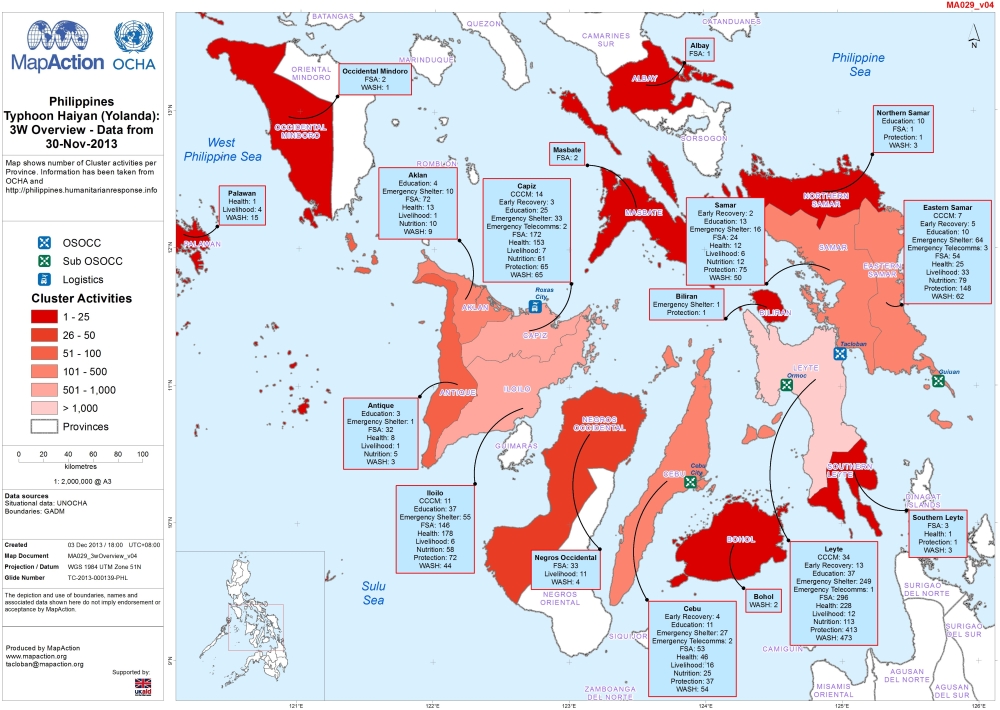 MA029_v04
MapAction
OCHA
Philippines
Typhoon Haiyan (Yolanda):
3W Overview - Data from
30-Nov-2013
Map shows number of Cluster activities per
Province. Information has been taken from
OCHA and
http://philippines.humanitarianresponse.info
OSOCC
Sub OSOCC
Logistics
Cluster Activities
1 - 25
26 - 50
51 - 100
101 - 500
501 - 1,000
> 1,000
Provinces
0 20 40 60 80 100
kilometres
1: 2,000,000 @ A3
Data sources
Situational data: UNOCHA
Boundaries: GADM
Created 03 Dec 2013 / 18:00 UTC+08:00
Map Document MA029_3wOverview_v04
Projection / Datum WGS 1984 UTM Zone 51N
Glide Number TC-2013-000139-PHL
The depiction and use of boundaries, names and
associated data shown here do not imply endorsement or
acceptance by MapAction.
Produced by MapAction
www.mapaction.org
tacloban@mapaction.org
Supported by:
ukaid
BATANGAS
QUEZON
CATANDUANES
CAMARINES
SUR
MARINDUQUE
ORIENTAL
MINDORO
Occidental Mindoro
FSA: 2
WASH: 1
OCCIDENTAL
MINDORO
Albay
FSA: 1
ALBAY
Philippine
Sea
N
West
Philippine Sea
SORSOGON
Northern Samar
Education: 10
FSA: 1
Protection: 1
WASH: 3
NORTHERN
SAMAR
Masbate
FSA: 2
MASBATE
ROMBLON
Palawan
Health: 1
Livelihood: 4
WASH: 15
PALAWAN
Aklan
Education: 4
Emergency Shelter: 10
FSA: 72
Health: 13
Livelihood: 1
Nutrition: 10
WASH: 9
AKLAN
Capiz
CCCM: 14
Early Recovery: 3
Education: 25
Emergency Shelter: 33
Emergency Telecomms: 2
FSA: 172
Health: 153
Livelihood: 7
Nutrition: 61
Protection: 65
WASH: 65
Roxas
City
CAPIZ
Samar
Early Recovery: 2
Education: 13
Emergency Shelter: 16
FSA: 24
Health: 12
Livelihood: 6
Nutrition: 12
Protection: 75
WASH: 50
SAMAR
Eastern Samar
CCCM: 7
Early Recovery: 5
Education: 10
Emergency Shelter: 64
Emergency Telecomms: 3
FSA: 54
Health: 25
Livelihood: 33
Nutrition: 79
Protection: 148
WASH: 62
EASTERN
SAMAR
Biliran
Emergency Shelter: 1
Protection: 1
BILIRAN
Tacloban
LEYTE
Ormoc
Guiuan
ILOILO
ANTIQUE
Antique
Education: 3
Emergency Shelter: 1
FSA: 32
Health: 8
Livelihood: 1
Nutrition: 5
WASH: 3
GUIMARAS
NEGROS
OCCIDENTAL
CEBU
Cebu
City
SOUTHERN
LEYTE
DINAGAT
ISLANDS
Iloilo
CCCM: 11
Education: 37
Emergency Shelter: 55
FSA: 146
Health: 178
Livelihood: 6
Nutrition: 58
Protection: 72
WASH: 44
Southern Leyte
FSA: 3
Health: 1
Protection: 1
WASH: 3
BOHOL
Negros Occidental
FSA: 33
Livelihood: 11
WASH: 4
NEGROS
ORIENTAL
Bohol
WASH: 2
Leyte
CCCM: 34
Early Recovery: 13
Education: 37
Emergency Shelter: 249
Emergency Telecomms: 1
FSA: 296
Health: 228
Livelihood: 12
Nutrition: 113
Protection: 413
WASH: 473
Sulu
Sea
Cebu
Early Recovery: 4
Education: 11
Emergency Shelter: 27
Emergency Telecomms: 2
FSA: 53
Health: 46
Livelihood: 16
Nutrition: 25
Protection: 37
WASH: 54
SIQUIJOR
CAMIGUIN
SURIGAO
DEL NORTE
SURIGAO
DEL SUR
AGUSAN
DEL NORTE
AGUSAN
DEL SUR
MISAMIS
ORIENTAL
ZAMBOANGA
DEL NORTE
13°N
12°N
11°N
10°N
9°N
121°E
122°E
123°E
124°E
125°E
126°E